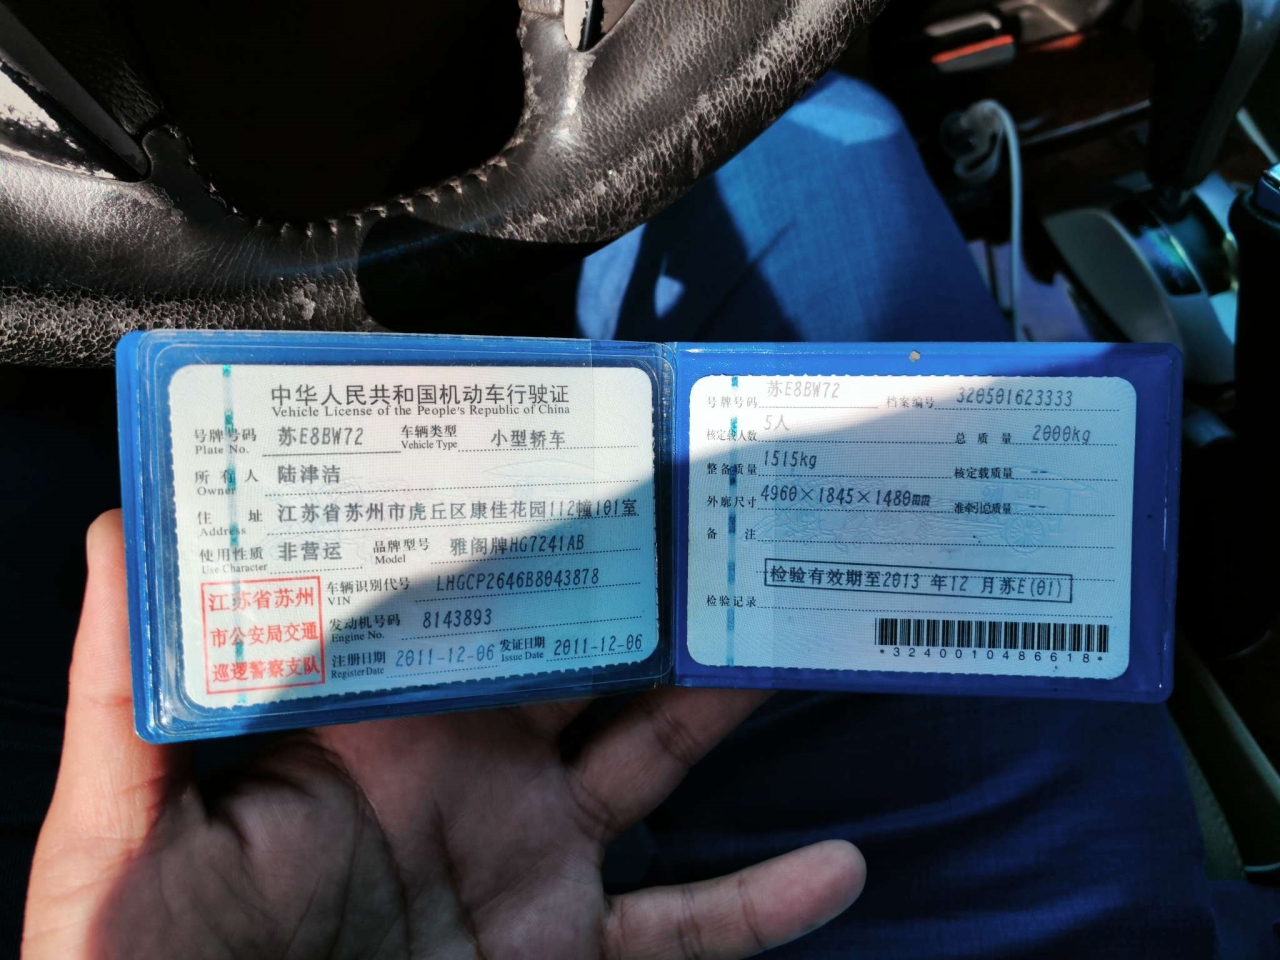 中华人民共和国机动车行驶证
Vehicle License of the People's Republic of China
号牌号码 苏E8BW72 车辆类型 小型轿车
Plate No. Vehicle Type
所有人 陆津洁
Owner
住址 江苏省苏州市虎丘区康佳花园112幢101室
Address
使用性质 非营运 品牌型号 雅阁牌HG7241AB
Use Character Model
江苏省苏州
市公安局交通
巡逻警察支队
车辆识别代号 LHGCP2646B8043878
VIN
发动机号码 8143893
Engine No.
注册日期 2011-12-06 发证日期 2011-12-06
Register Date Issue Date
号牌号码 苏E8BW72 档案编号 320501623333
核定载人数 5人 总质量 2000kg
整备质量 1515kg 核定载质量 --
外廓尺寸 4960×1845×1480mm 准牵引总质量 --
备注
检验有效期至2013年12月苏E(01)
检验记录
*3240010486618*